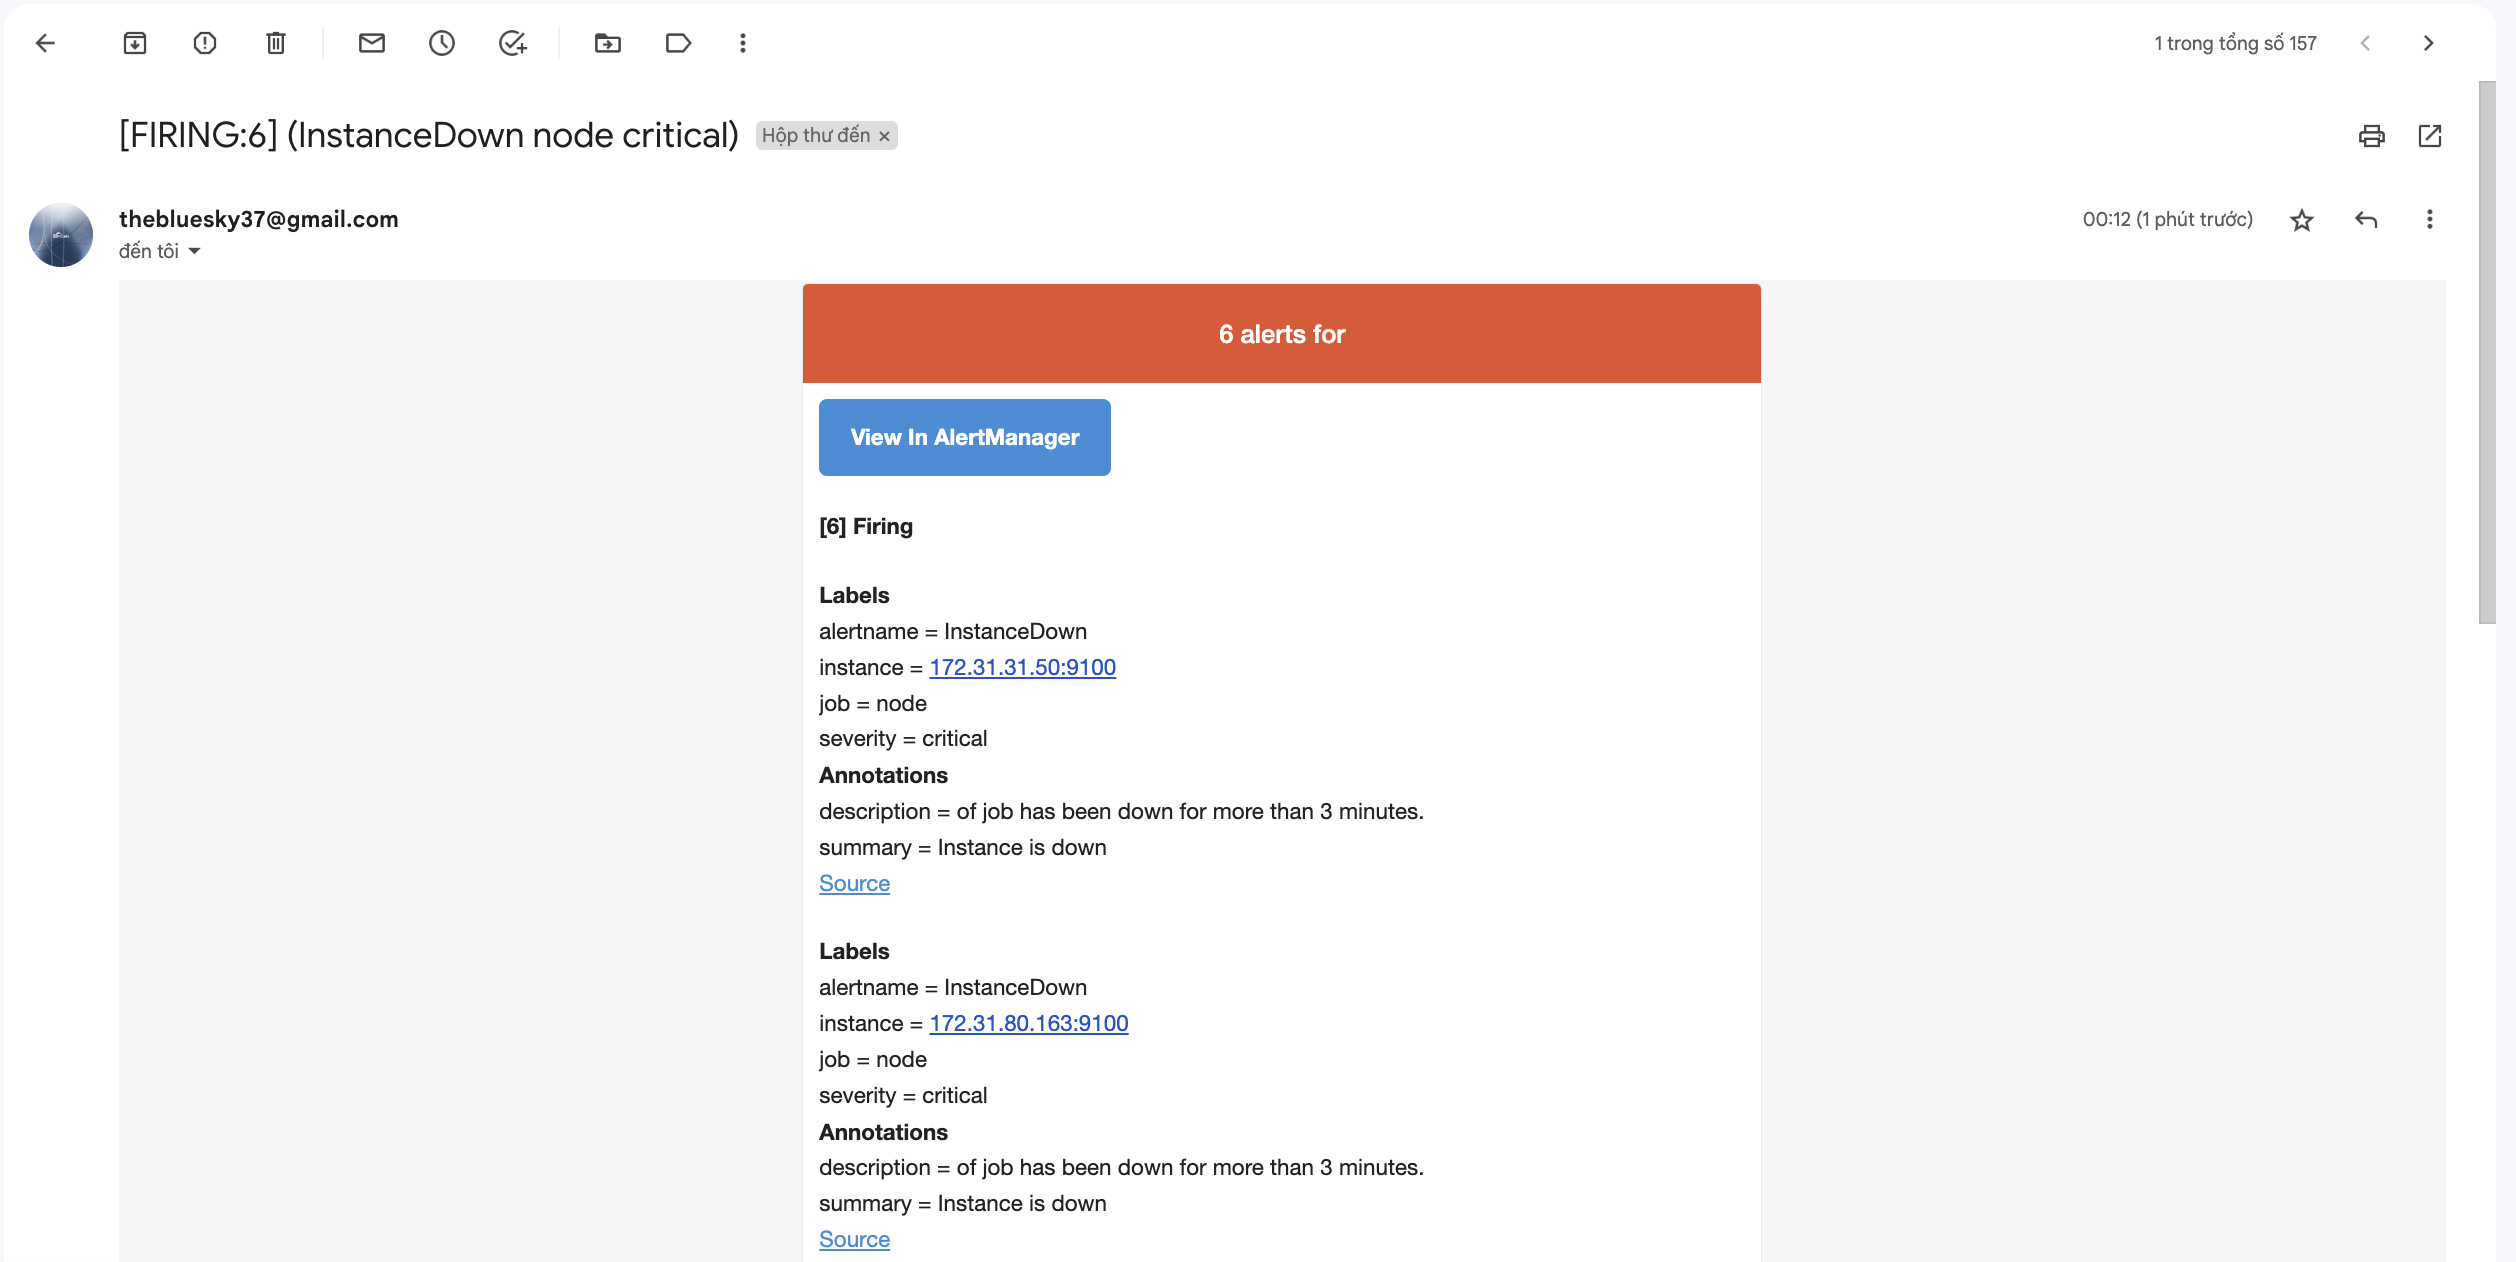 1 trong tổng số 157
[FIRING:6] (InstanceDown node critical) Hộp thư đến ×
thebluesky37@gmail.com
00:12 (1 phút trước)
đến tôi
6 alerts for
View In AlertManager
[6] Firing
Labels
alertname = InstanceDown
instance = 172.31.31.50:9100
job = node
severity = critical
Annotations
description = of job has been down for more than 3 minutes.
summary = Instance is down
Source
Labels
alertname = InstanceDown
instance = 172.31.80.163:9100
job = node
severity = critical
Annotations
description = of job has been down for more than 3 minutes.
summary = Instance is down
Source